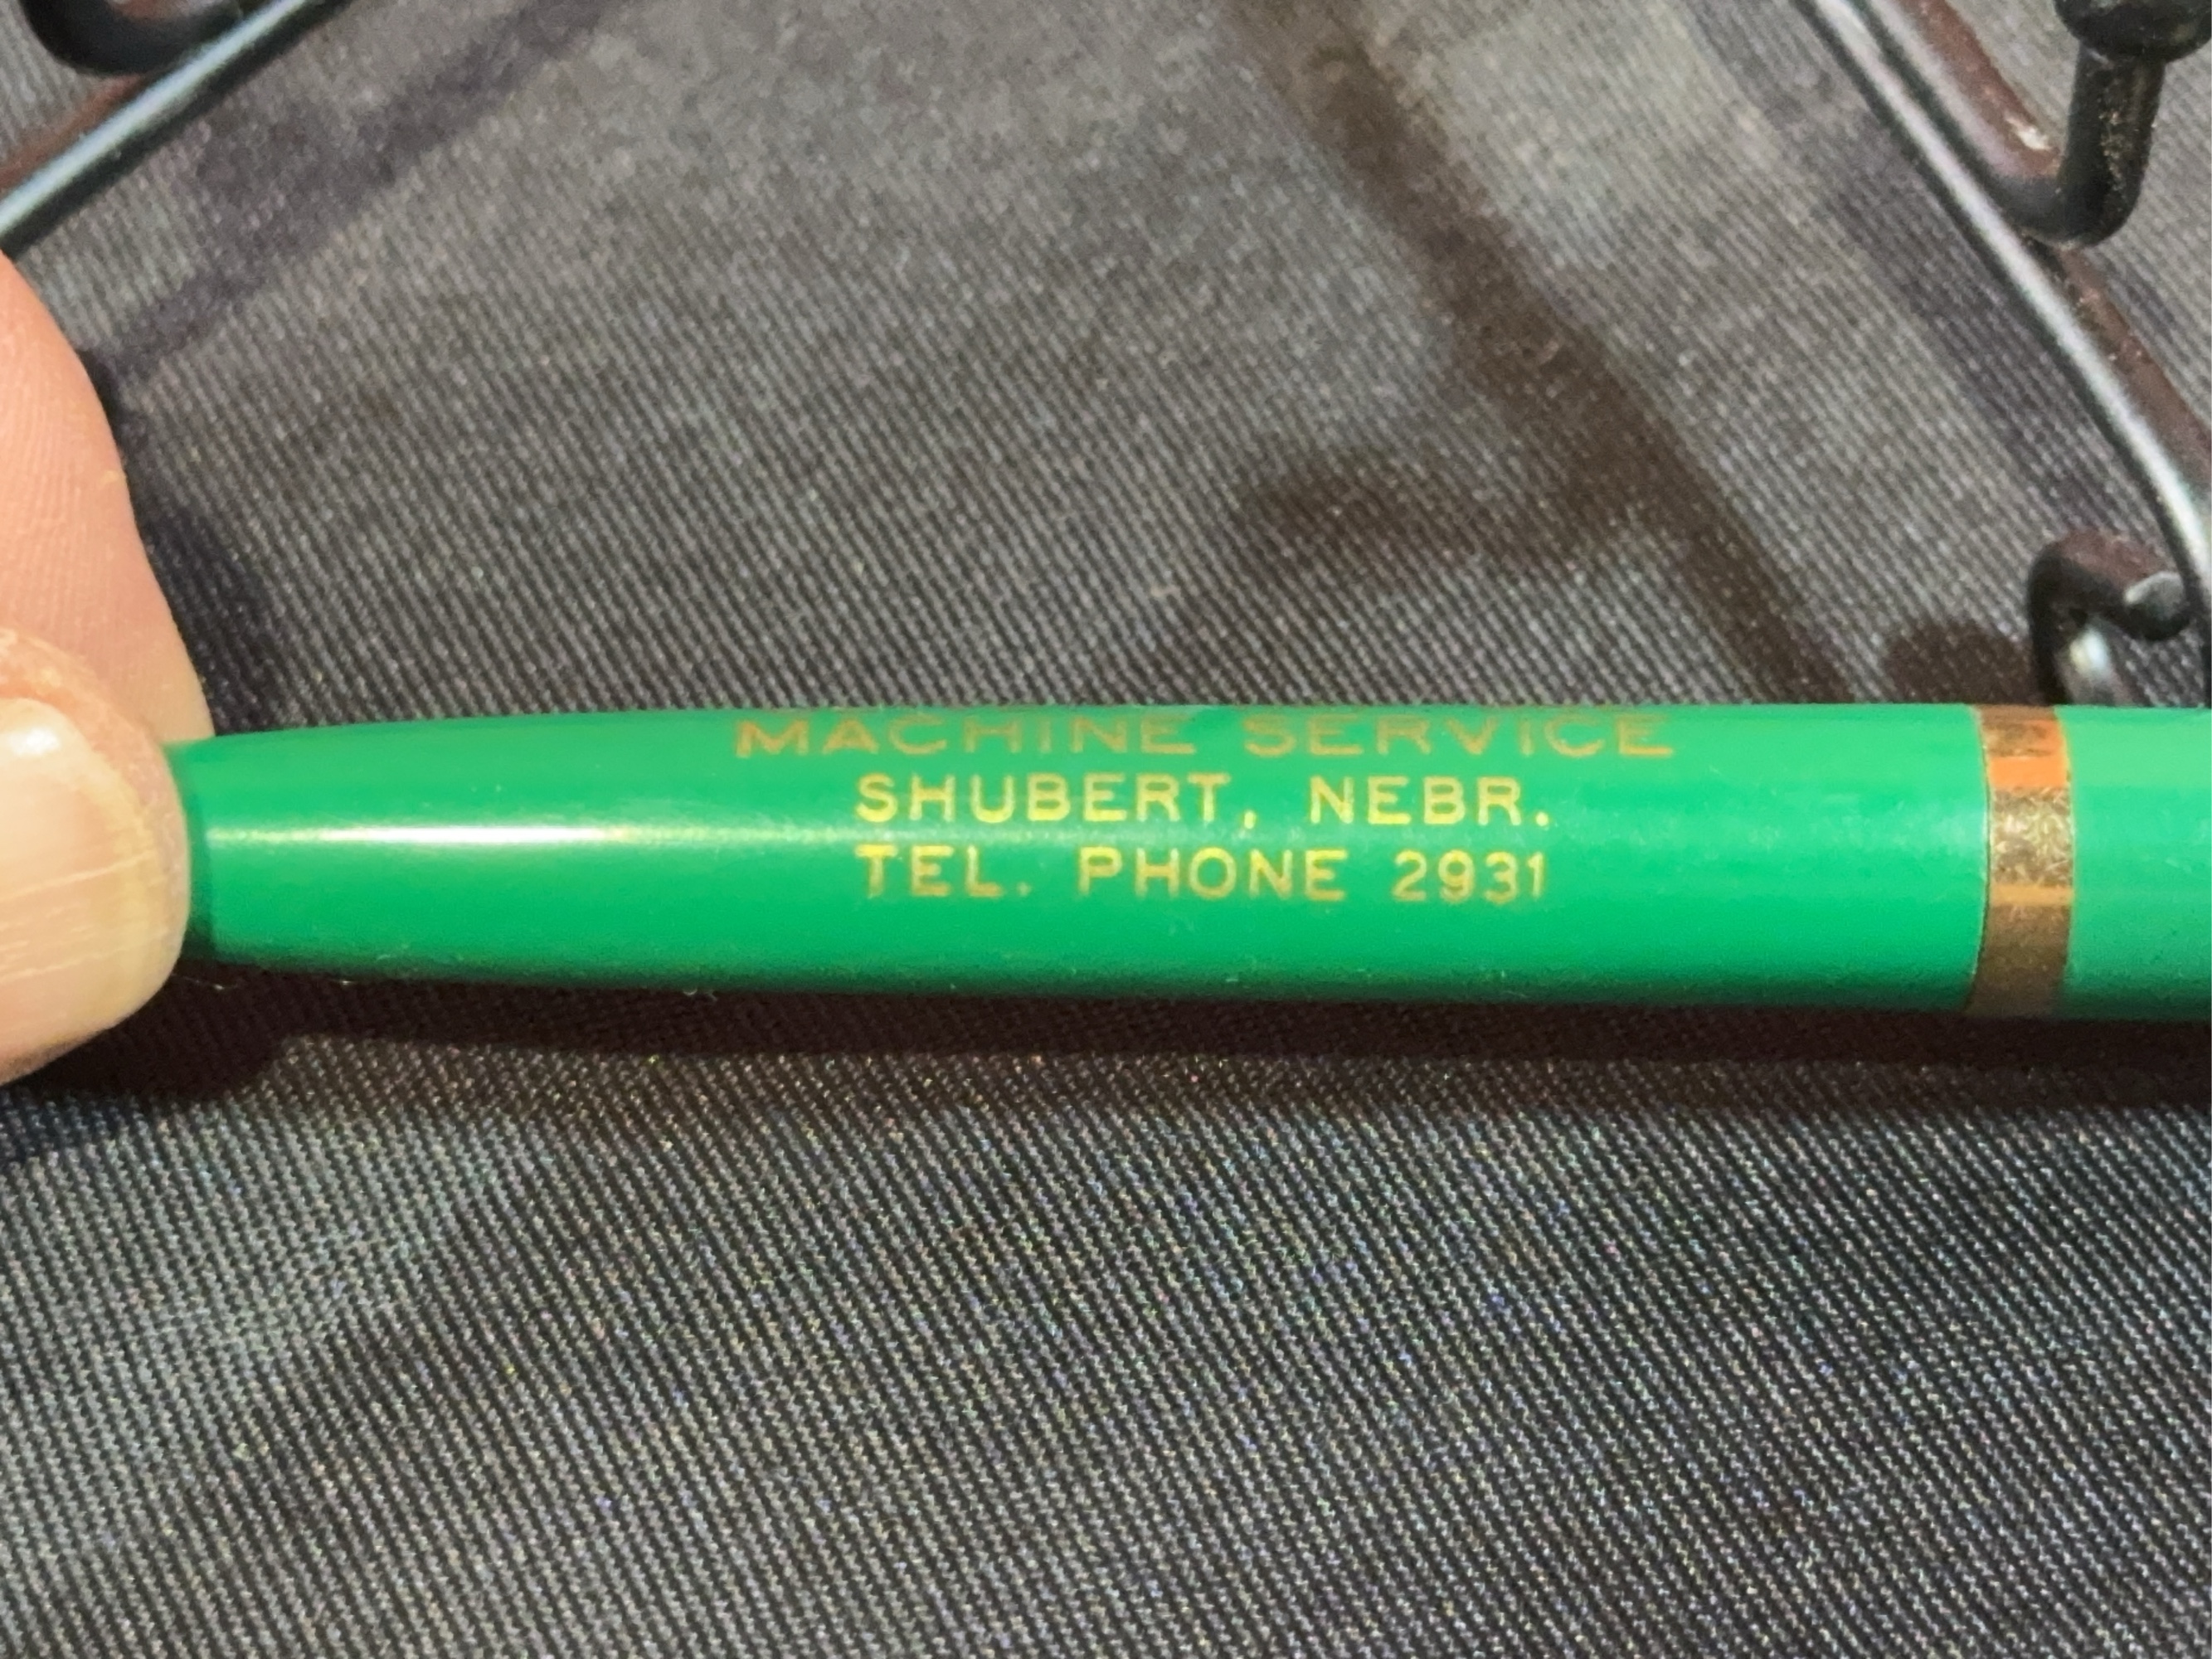 MACHINE SERVICE
SHUBERT, NEBR.
TEL. PHONE 2931